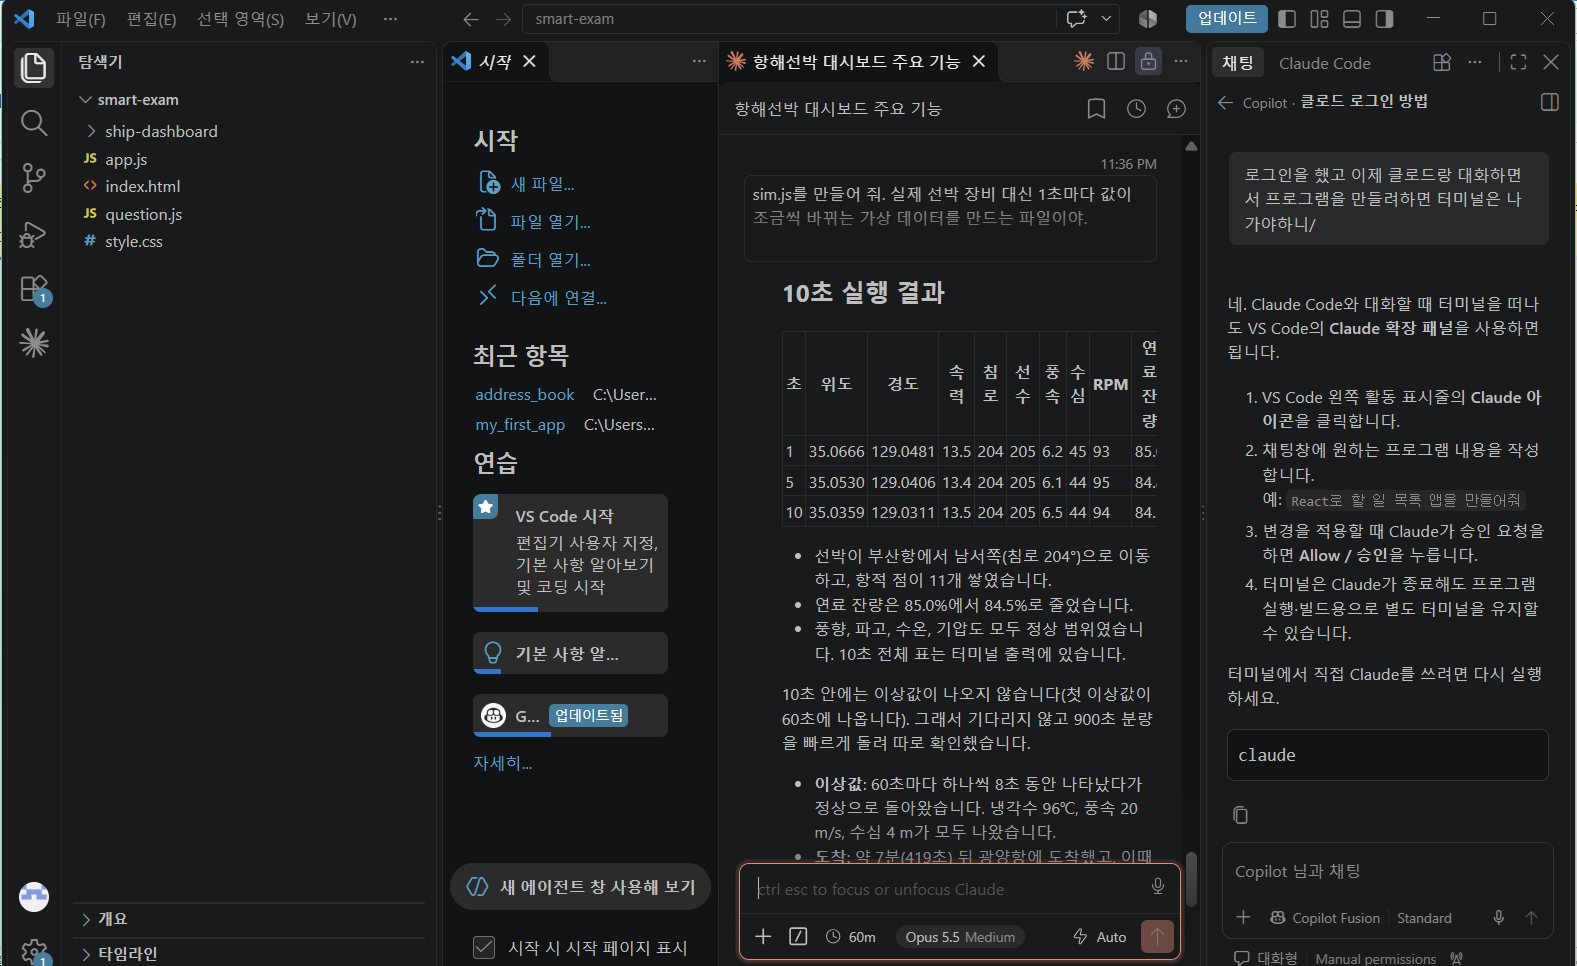 파일(F) 편집(E) 선택 영역(S) 보기(V) ···
smart-exam
업데이트
탐색기
smart-exam
ship-dashboard
JS app.js
<> index.html
JS question.js
# style.css
1
개요
타임라인
1
시작
시작
새 파일...
파일 열기...
폴더 열기...
다음에 연결...
최근 항목
address_book C:\User...
my_first_app C:\Users...
연습
VS Code 시작
편집기 사용자 지정,
기본 사항 알아보기
및 코딩 시작
기본 사항 알...
G... 업데이트됨
자세히...
새 에이전트 창 사용해 보기
시작 시 시작 페이지 표시
항해선박 대시보드 주요 기능
항해선박 대시보드 주요 기능
11:36 PM
sim.js를 만들어 줘. 실제 선박 장비 대신 1초마다 값이
조금씩 바뀌는 가상 데이터를 만드는 파일이야.
10초 실행 결과
초 위도 경도 속력 침로 선수 풍속 수심 RPM 연료잔량
1 35.0666 129.0481 13.5 204 205 6.2 45 93 85.
5 35.0530 129.0406 13.4 204 205 6.1 44 95 84.
10 35.0359 129.0311 13.5 204 205 6.5 44 94 84.
• 선박이 부산항에서 남서쪽(침로 204°)으로 이동
하고, 항적 점이 11개 쌓였습니다.
• 연료 잔량은 85.0%에서 84.5%로 줄었습니다.
• 풍향, 파고, 수온, 기압도 모두 정상 범위였습니
다. 10초 전체 표는 터미널 출력에 있습니다.
10초 안에는 이상값이 나오지 않습니다(첫 이상값이
60초에 나옵니다). 그래서 기다리지 않고 900초 분량
을 빠르게 돌려 따로 확인했습니다.
• 이상값: 60초마다 하나씩 8초 동안 나타났다가
정상으로 돌아왔습니다. 냉각수 96℃, 풍속 20
m/s, 수심 4 m가 모두 나왔습니다.
• 도착: 약 7분(419초) 뒤 광양항에 도착했고, 이때
ctrl esc to focus or unfocus Claude
60m Opus 5.5 Medium Auto
채팅 Claude Code
Copilot · 클로드 로그인 방법
로그인을 했고 이제 클로드랑 대화하면
서 프로그램을 만들려하면 터미널은 나
가야하니/
네. Claude Code와 대화할 때 터미널을 떠나
도 VS Code의 Claude 확장 패널을 사용하면
됩니다.
1. VS Code 왼쪽 활동 표시줄의 Claude 아
이콘을 클릭합니다.
2. 채팅창에 원하는 프로그램 내용을 작성
합니다.
예: React로 할 일 목록 앱을 만들어줘
3. 변경을 적용할 때 Claude가 승인 요청을
하면 Allow / 승인을 누릅니다.
4. 터미널은 Claude가 종료해도 프로그램
실행·빌드용으로 별도 터미널을 유지할
수 있습니다.
터미널에서 직접 Claude를 쓰려면 다시 실행
하세요.
claude
Copilot 님과 채팅
Copilot Fusion Standard
대화형 Manual permissions